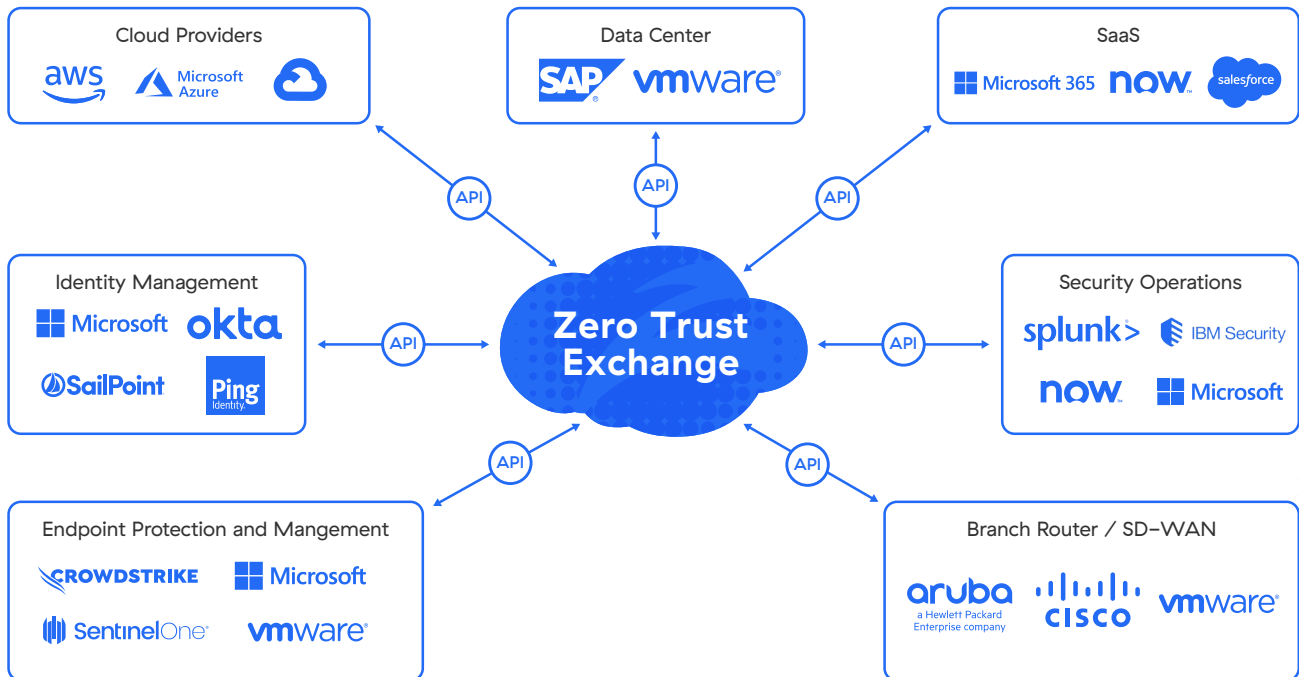 Cloud Providers
aws
Microsoft
Azure
Data Center
SAP®
vmware®
SaaS
Microsoft 365
now™
salesforce
API
API
API
Identity Management
Microsoft
okta
SailPoint
Ping
Identity
API
Zero Trust
Exchange
API
Security Operations
splunk>
IBM Security
now™
Microsoft
API
API
Endpoint Protection and Mangement
CROWDSTRIKE
Microsoft
SentinelOne®
vmware®
Branch Router / SD-WAN
aruba
a Hewlett Packard
Enterprise company
CISCO
vmware®